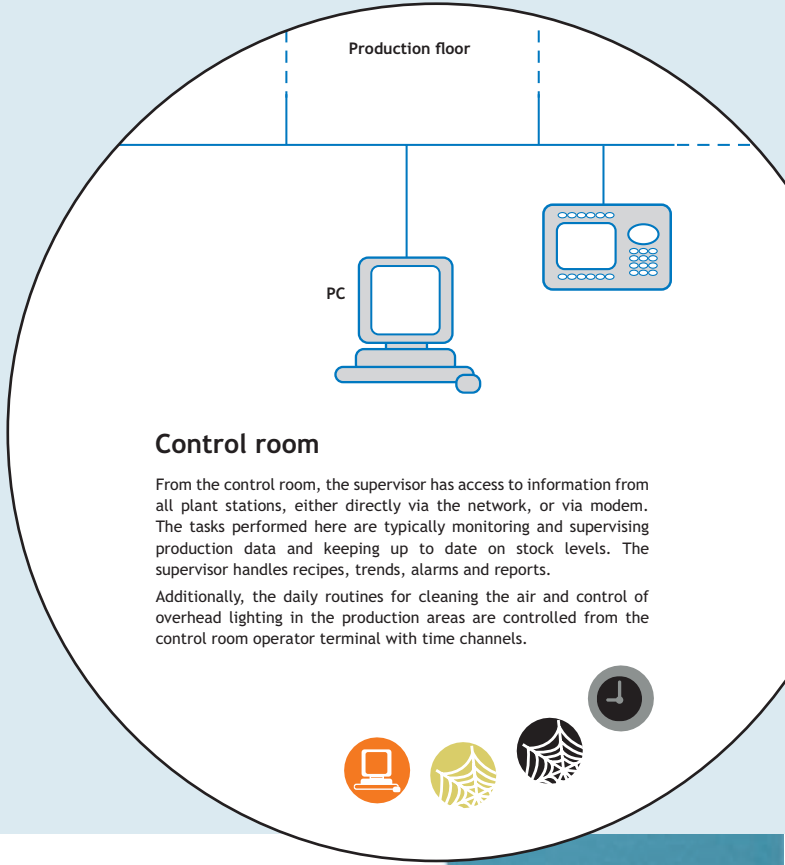 Production floor
PC
Control room
From the control room, the supervisor has access to information from
all plant stations, either directly via the network, or via modem.
The tasks performed here are typically monitoring and supervising
production data and keeping up to date on stock levels. The
supervisor handles recipes, trends, alarms and reports.
Additionally, the daily routines for cleaning the air and control of
overhead lighting in the production areas are controlled from the
control room operator terminal with time channels.